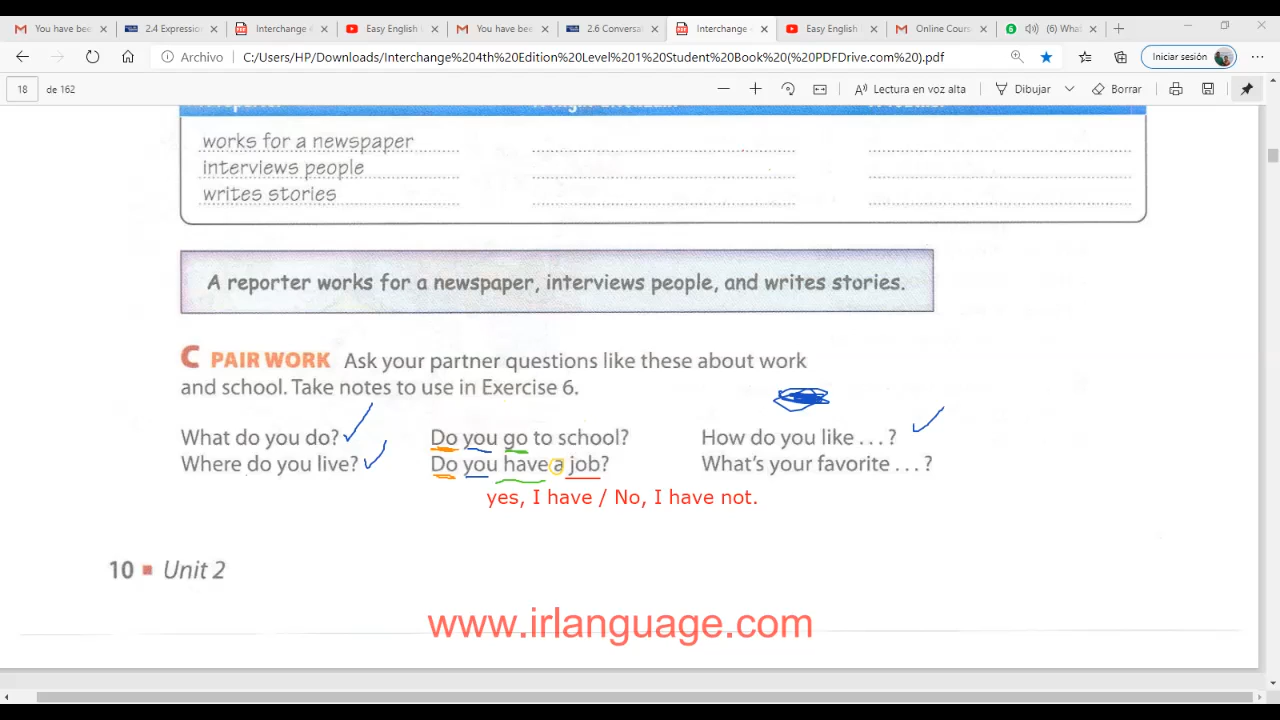 You have bee
2.4 Expression
Interchange 4
Easy English
You have bee
2.6 Conversat
Interchange
Easy English
Online Cours
(6) What
Archivo
C:/Users/HP/Downloads/Interchange%204th%20Edition%20Level%201%20Student%20Book%20(%20PDFDrive.com%20).pdf
Iniciar sesión
18
de 162
Lectura en voz alta
Dibujar
Borrar
works for a newspaper
interviews people
writes stories
A reporter works for a newspaper, interviews people, and writes stories.
C PAIR WORK Ask your partner questions like these about work
and school. Take notes to use in Exercise 6.
What do you do? Do you go to school? How do you like . . . ?
Where do you live? Do you have a job? What's your favorite . . . ?
yes, I have / No, I have not.
10 Unit 2
www.irlanguage.com